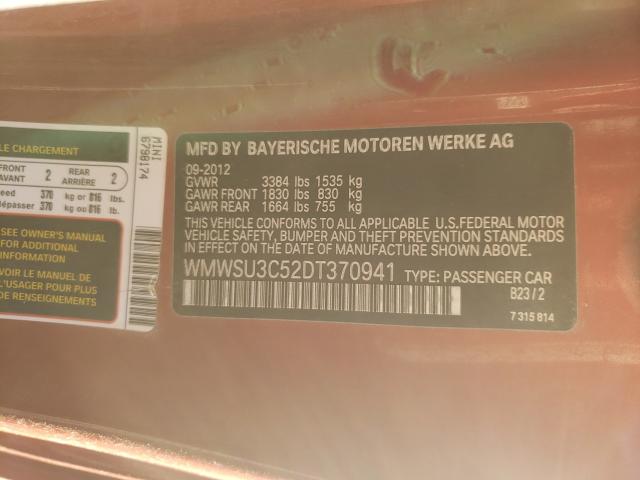 LE CHARGEMENT
FRONT
AVANT 2 REAR
ARRIÈRE 2
eed 370 kg or 816 lbs.
dépasser 370 kg ou 816 lb.
SEE OWNER'S MANUAL
FOR ADDITIONAL
INFORMATION
VOIR LE MANUEL DE
L'USAGER POUR PLUS
DE RENSEIGNEMENTS
MINI
6798174
MFD BY BAYERISCHE MOTOREN WERKE AG
09-2012
GVWR 3384 lbs 1535 kg
GAWR FRONT 1830 lbs 830 kg
GAWR REAR 1664 lbs 755 kg
THIS VEHICLE CONFORMS TO ALL APPLICABLE U.S.FEDERAL MOTOR
VEHICLE SAFETY, BUMPER, AND THEFT PREVENTION STANDARDS
IN EFFECT ON THE DATE OF MANUFACTURE SHOWN ABOVE.
WMWSU3C52DT370941 TYPE: PASSENGER CAR
B23/2
7 315 814